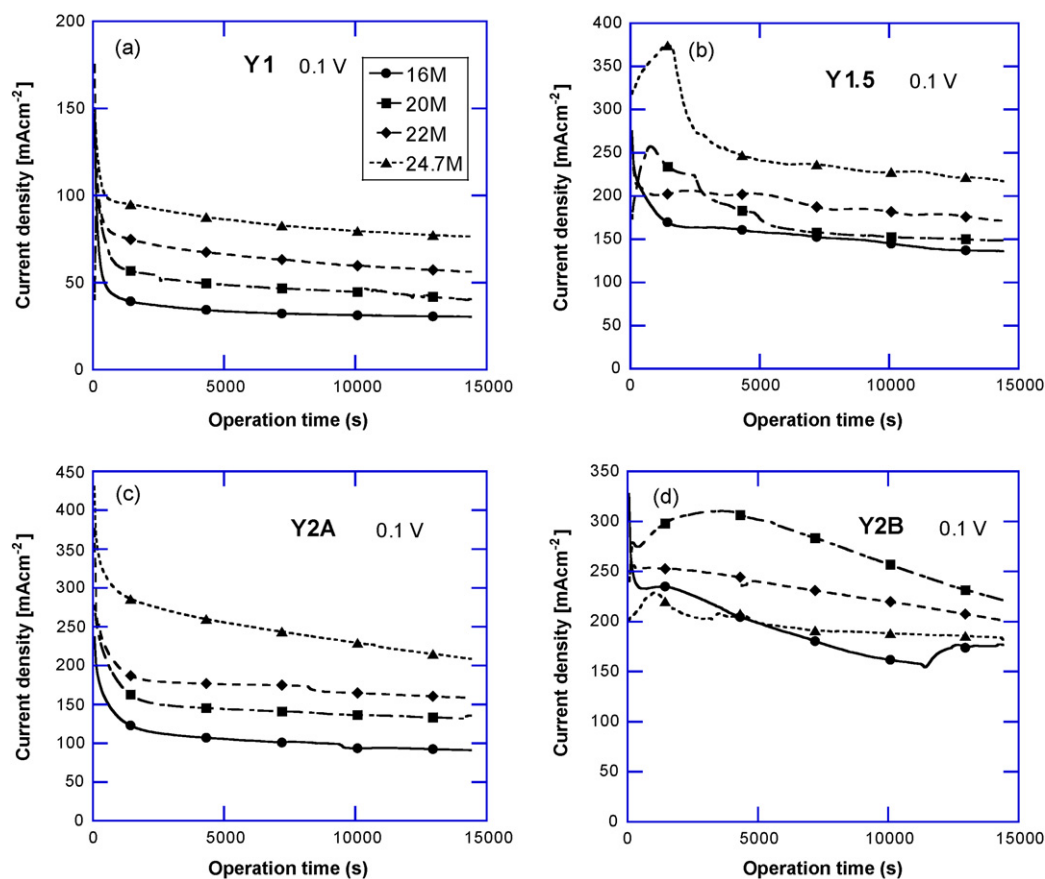 (a)
Y1 0.1 V
16M
20M
22M
24.7M
200
150
100
50
0
0 5000 10000 15000
Current density [mAcm-2]
Operation time (s)
(b)
Y1.5 0.1 V
400
350
300
250
200
150
100
50
0
0 5000 10000 15000
Current density [mAcm-2]
Operation time (s)
(c)
Y2A 0.1 V
450
400
350
300
250
200
150
100
50
0
0 5000 10000 15000
Current density [mAcm-2]
Operation time (s)
(d)
Y2B 0.1 V
350
300
250
200
150
100
50
0
0 5000 10000 15000
Current density [mAcm-2]
Operation time (s)